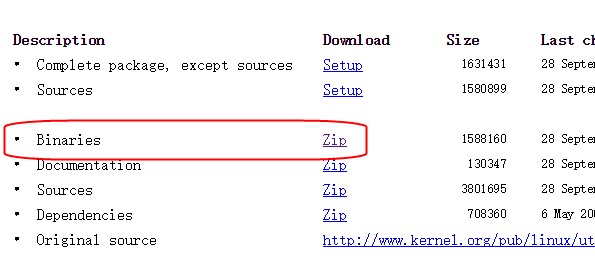 Description Download Size Last ch
• Complete package, except sources Setup 1631431 28 Septem
• Sources Setup 1580899 28 Septem
• Binaries Zip 1588160 28 Septem
• Documentation Zip 130347 28 Septem
• Sources Zip 3801695 28 Septem
• Dependencies Zip 708360 6 May 200
• Original source http://www.kernel.org/pub/linux/ut